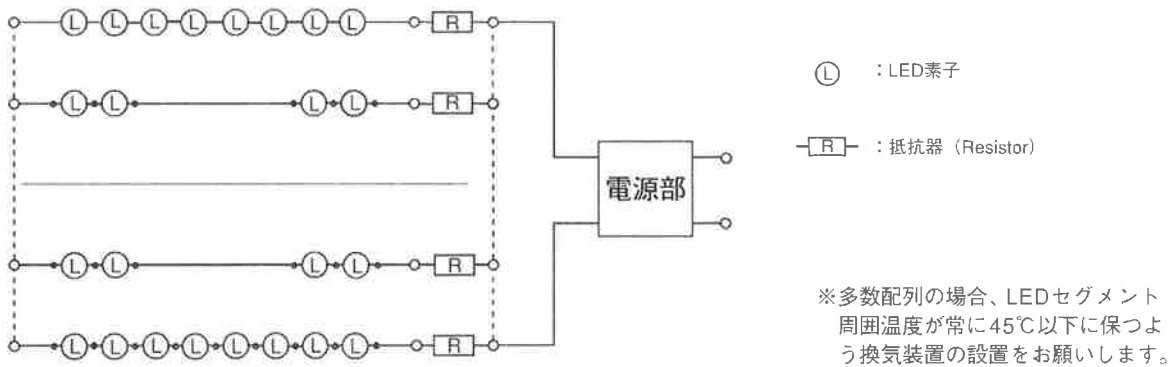 L L L L L L L L R
L L L L R
L L L L R
L L L L L L L L R
電源部
L ：LED素子
R ：抵抗器（Resistor）
※多数配列の場合、LEDセグメント
周囲温度が常に45℃以下に保つよ
う換気装置の設置をお願いします。